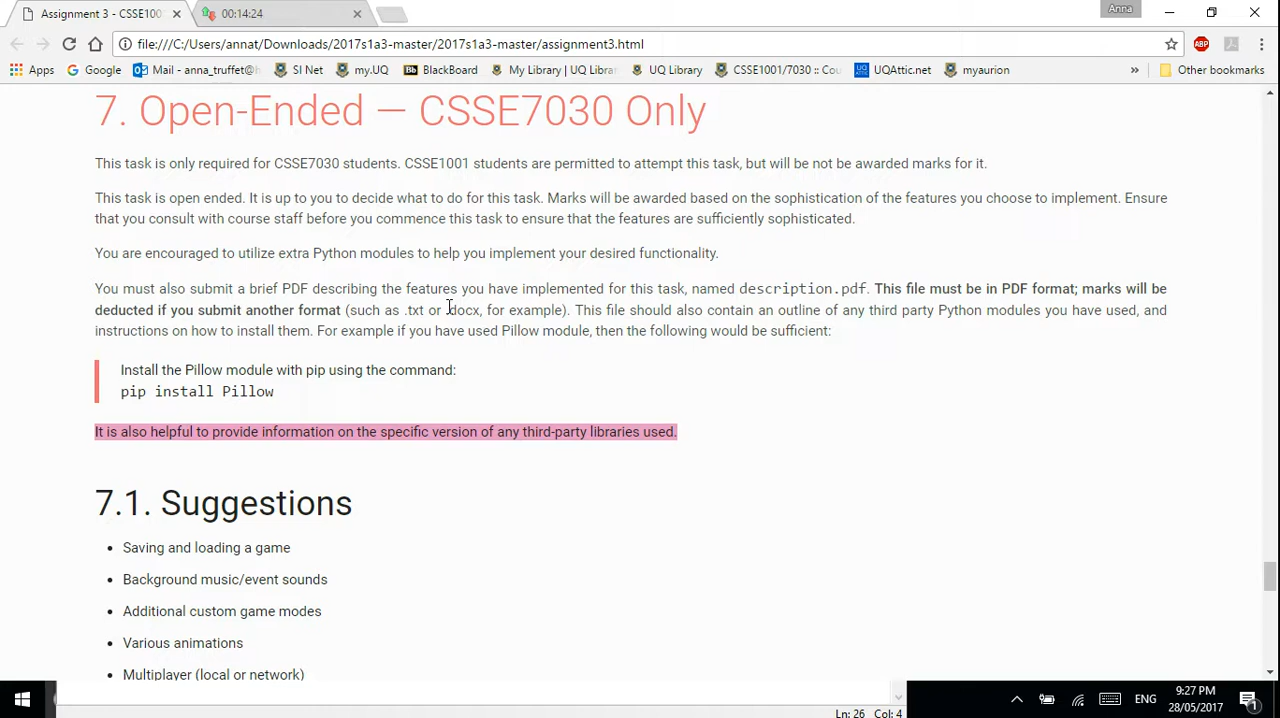 Assignment 3 - CSSE100
00:14:24
Anna
file:///C:/Users/annat/Downloads/2017s1a3-master/2017s1a3-master/assignment3.html
ABP
Apps
Google
Mail - anna_truffet@h
SI Net
my.UQ
Bb
BlackBoard
My Library | UQ Librar
UQ Library
CSSE1001/7030 :: Cou
UQ
UQAttic.net
myaurion
»
Other bookmarks
7. Open-Ended — CSSE7030 Only
This task is only required for CSSE7030 students. CSSE1001 students are permitted to attempt this task, but will be not be awarded marks for it.
This task is open ended. It is up to you to decide what to do for this task. Marks will be awarded based on the sophistication of the features you choose to implement. Ensure
that you consult with course staff before you commence this task to ensure that the features are sufficiently sophisticated.
You are encouraged to utilize extra Python modules to help you implement your desired functionality.
You must also submit a brief PDF describing the features you have implemented for this task, named description.pdf. This file must be in PDF format; marks will be
deducted if you submit another format (such as .txt or .docx, for example). This file should also contain an outline of any third party Python modules you have used, and
instructions on how to install them. For example if you have used Pillow module, then the following would be sufficient:
Install the Pillow module with pip using the command:
pip install Pillow
It is also helpful to provide information on the specific version of any third-party libraries used.
7.1. Suggestions
• Saving and loading a game
• Background music/event sounds
• Additional custom game modes
• Various animations
• Multiplayer (local or network)
Ln: 26 Col: 4
ENG
9:27 PM
28/05/2017
1